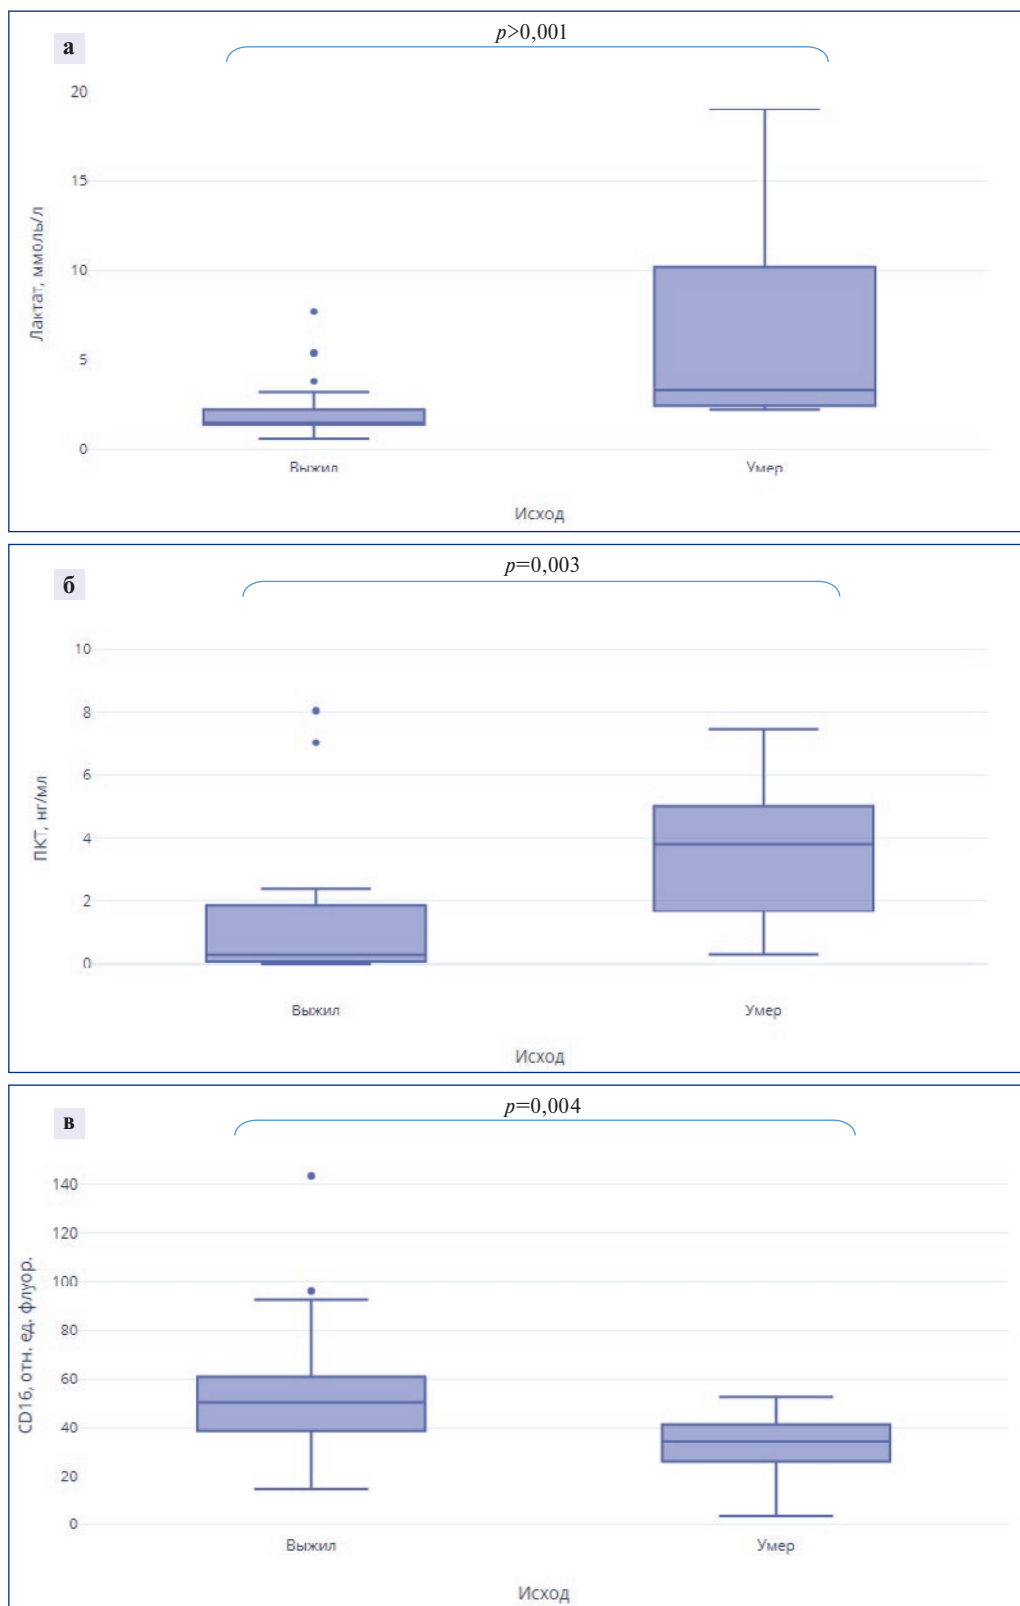 а
p>0,001
20
15
10
5
0
Лактат, ммоль/л
Выжил
Умер
Исход
б
p=0,003
10
8
6
4
2
0
ПКТ, нг/мл
Выжил
Умер
Исход
в
p=0,004
140
120
100
80
60
40
20
0
CD16, отн. ед. флуор.
Выжил
Умер
Исход